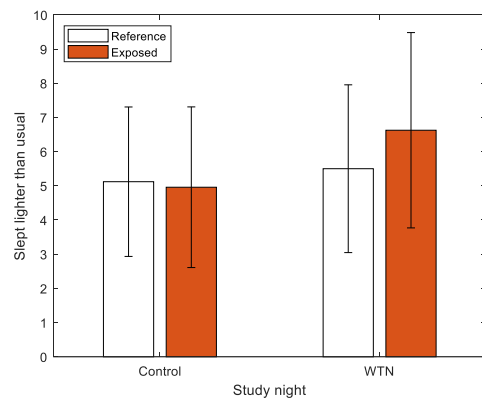 10
9
8
7
6
5
4
3
2
1
0
Slept lighter than usual
Reference
Exposed
Control
WTN
Study night